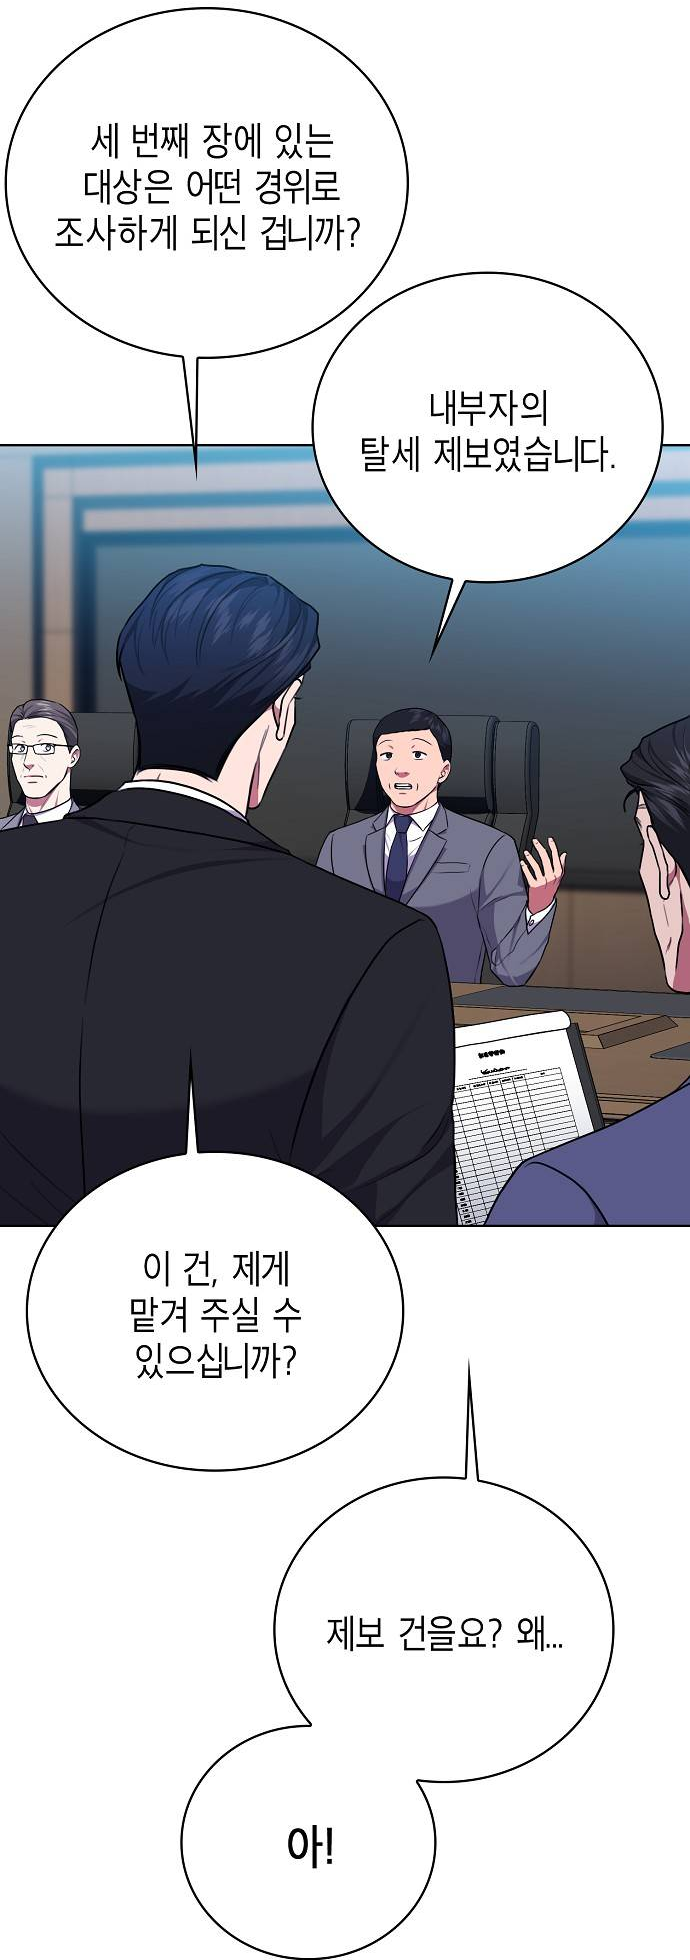 세 번째 장에 있는
대상은 어떤 경위로
조사하게 되신 겁니까?
내부자의
탈세 제보였습니다.
이 건, 제게
맡겨 주실 수
있으십니까?
제보 건을요? 왜...
아!